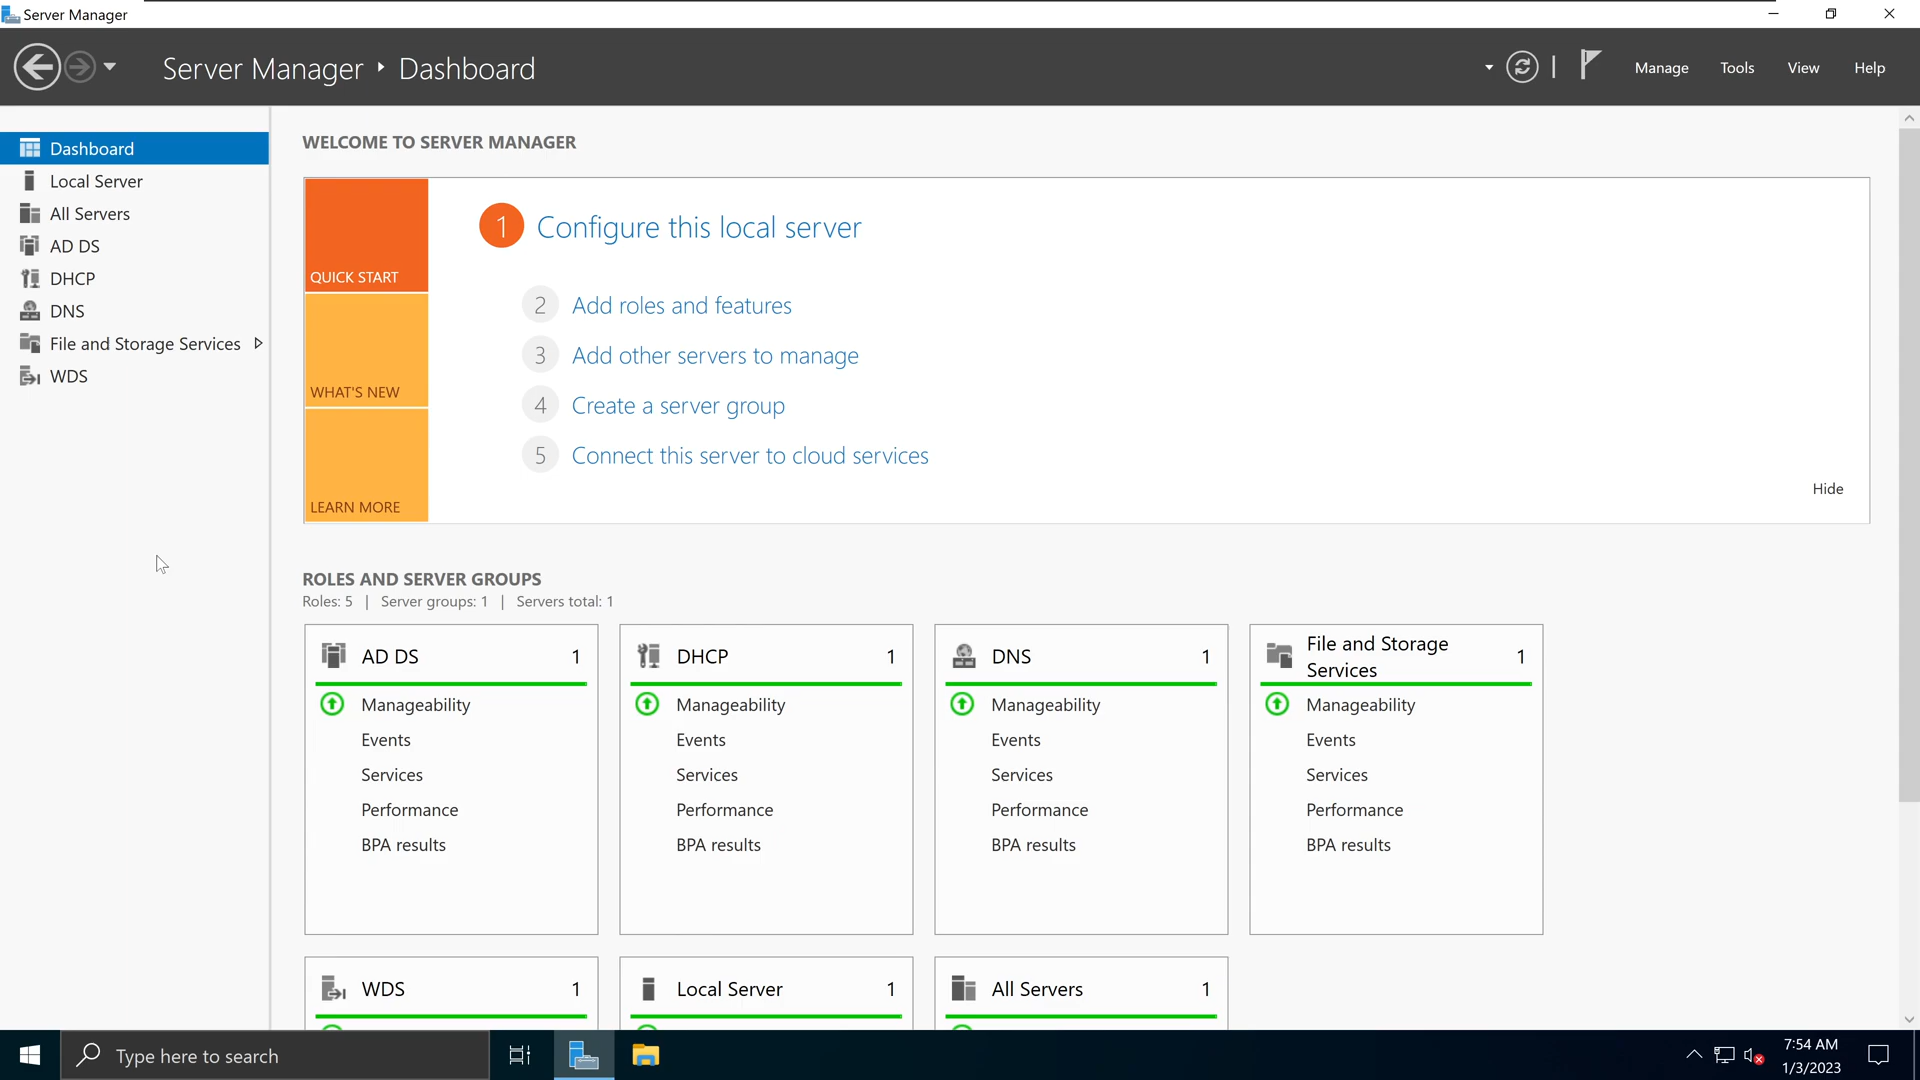 Server Manager
Server Manager ‣ Dashboard
Manage
Tools
View
Help
Dashboard
Local Server
All Servers
AD DS
DHCP
DNS
File and Storage Services
WDS
WELCOME TO SERVER MANAGER
QUICK START
WHAT'S NEW
LEARN MORE
1 Configure this local server
2 Add roles and features
3 Add other servers to manage
4 Create a server group
5 Connect this server to cloud services
Hide
ROLES AND SERVER GROUPS
Roles: 5 | Server groups: 1 | Servers total: 1
AD DS 1
Manageability
Events
Services
Performance
BPA results
DHCP 1
Manageability
Events
Services
Performance
BPA results
DNS 1
Manageability
Events
Services
Performance
BPA results
File and Storage
Services 1
Manageability
Events
Services
Performance
BPA results
WDS 1
Local Server 1
All Servers 1
Type here to search
7:54 AM
1/3/2023